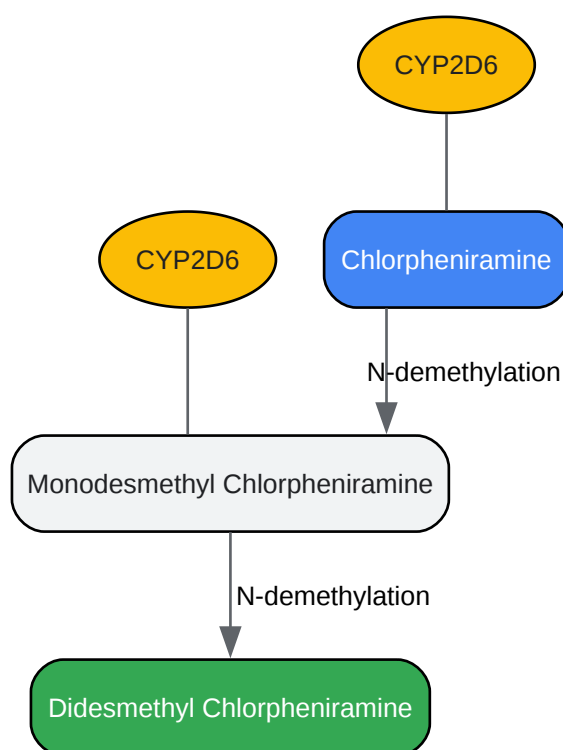 CYP2D6
CYP2D6
Chlorpheniramine
N-demethylation
Monodesmethyl Chlorpheniramine
N-demethylation
Didesmethyl Chlorpheniramine